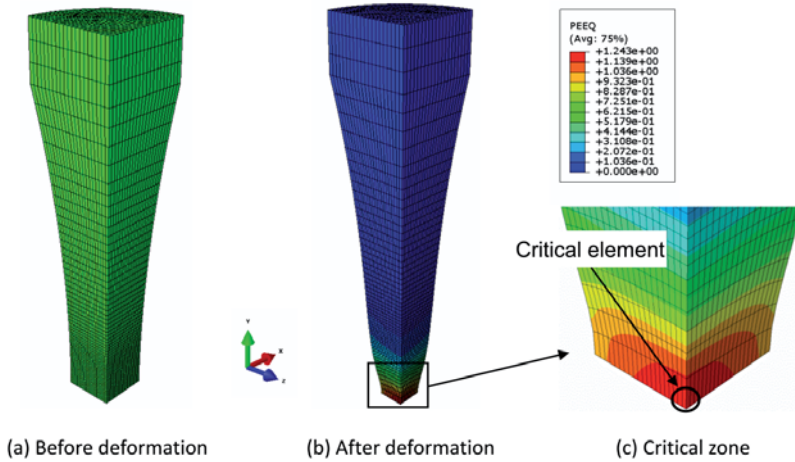 PEEQ
(Avg: 75%)
+1.243e+00
+1.139e+00
+1.036e+00
+9.323e-01
+8.287e-01
+7.251e-01
+6.215e-01
+5.179e-01
+4.144e-01
+3.108e-01
+2.072e-01
+1.036e-01
+0.000e+00
Critical element
Y
X
Z
(a) Before deformation
(b) After deformation
(c) Critical zone